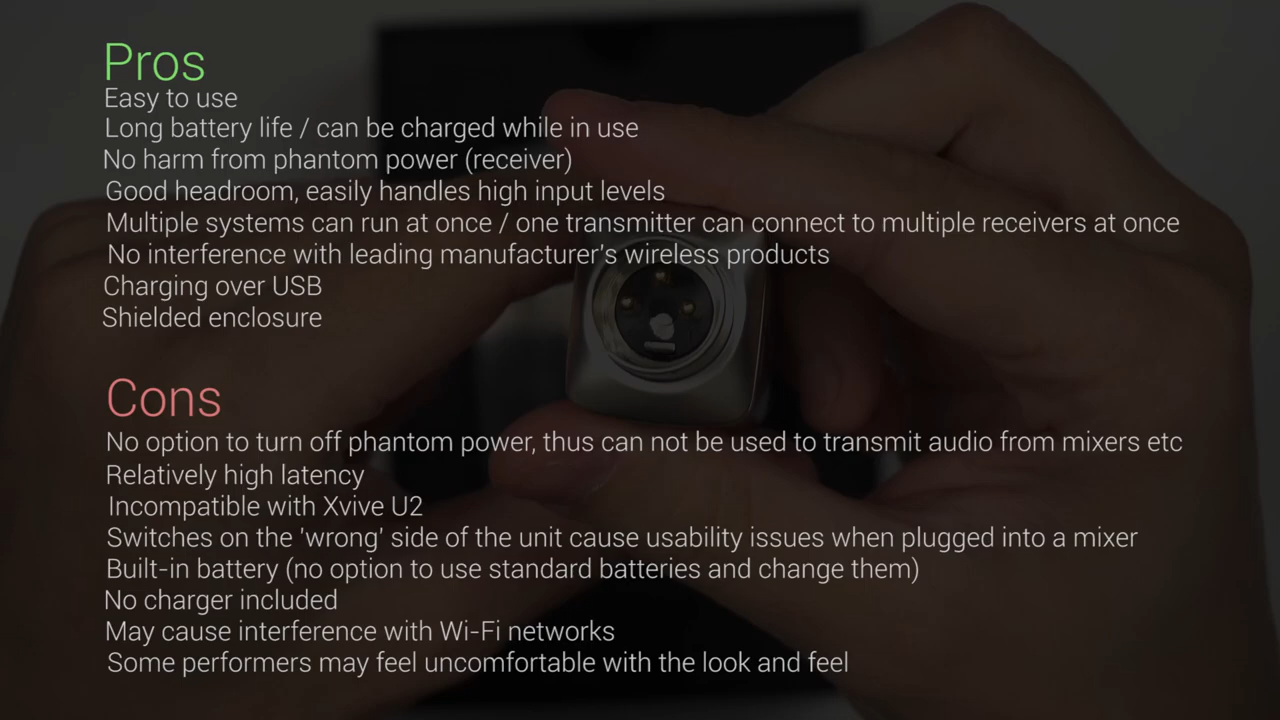 Pros
Easy to use
Long battery life / can be charged while in use
No harm from phantom power (receiver)
Good headroom, easily handles high input levels
Multiple systems can run at once / one transmitter can connect to multiple receivers at once
No interference with leading manufacturer's wireless products
Charging over USB
Shielded enclosure
Cons
No option to turn off phantom power, thus can not be used to transmit audio from mixers etc
Relatively high latency
Incompatible with Xvive U2
Switches on the 'wrong' side of the unit cause usability issues when plugged into a mixer
Built-in battery (no option to use standard batteries and change them)
No charger included
May cause interference with Wi-Fi networks
Some performers may feel uncomfortable with the look and feel